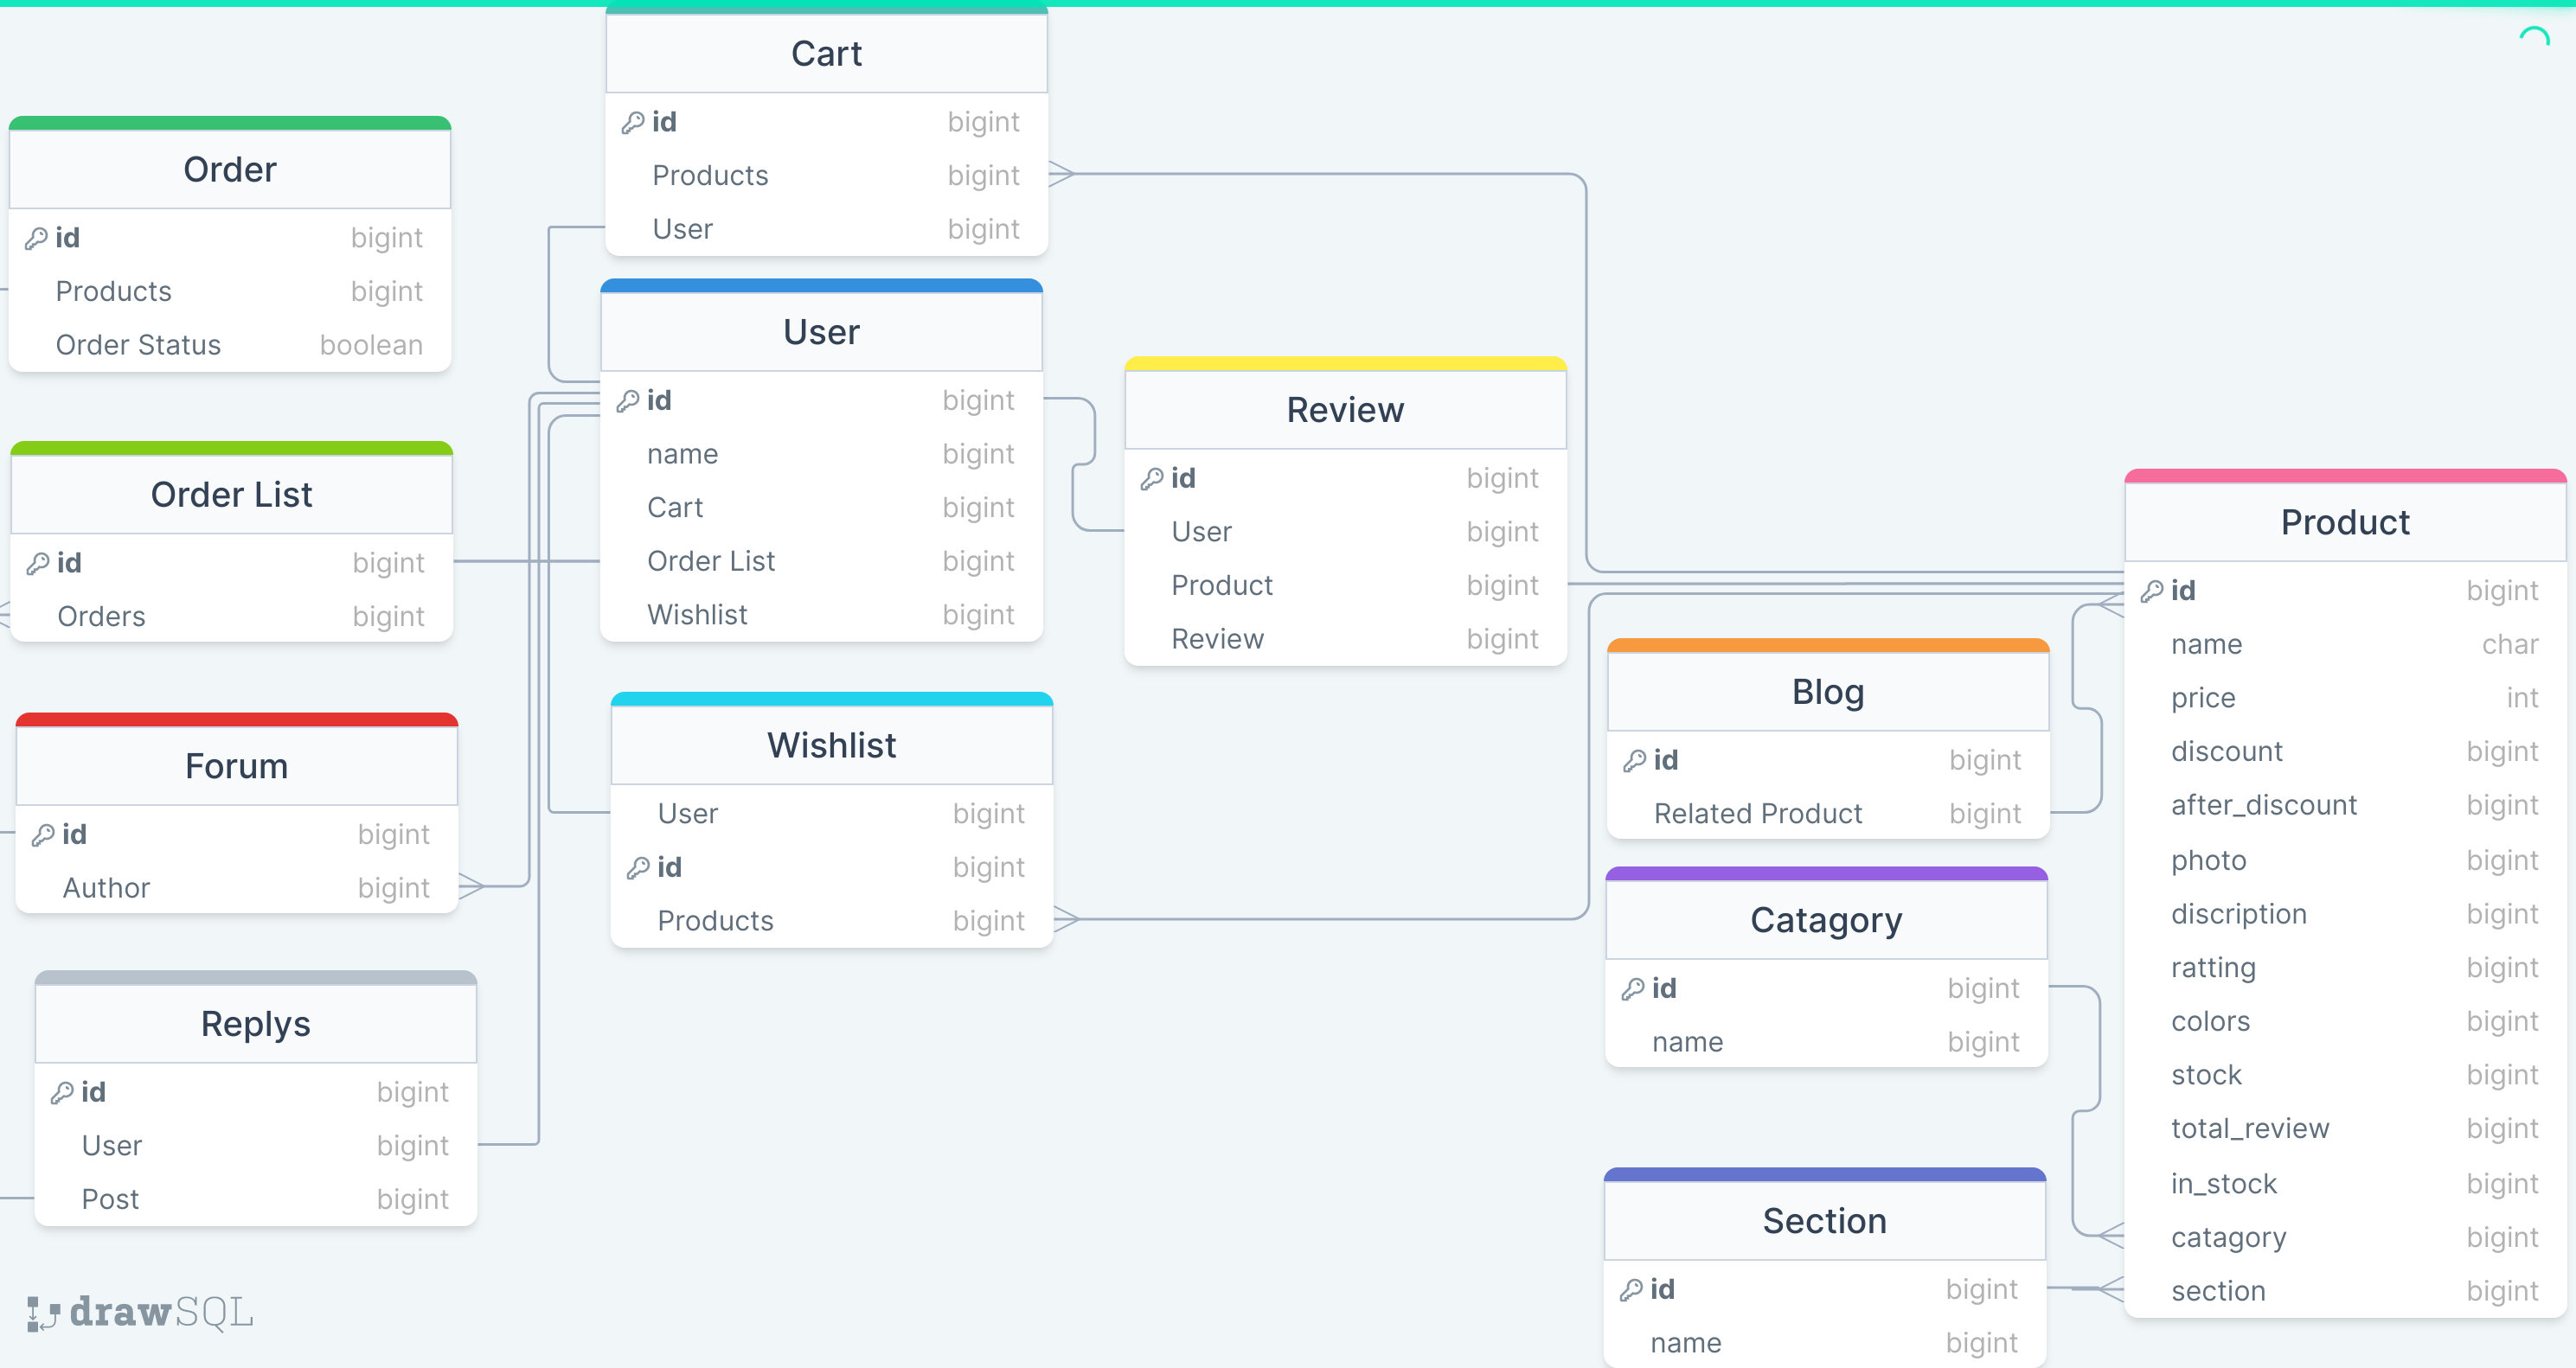 Cart
id bigint
Products bigint
User bigint
Order
id bigint
Products bigint
Order Status boolean
User
id bigint
name bigint
Cart bigint
Order List bigint
Wishlist bigint
Review
id bigint
User bigint
Product bigint
Review bigint
Order List
id bigint
Orders bigint
Product
id bigint
name char
price int
discount bigint
after_discount bigint
photo bigint
discription bigint
ratting bigint
colors bigint
stock bigint
total_review bigint
in_stock bigint
catagory bigint
section bigint
Blog
id bigint
Related Product bigint
Wishlist
User bigint
id bigint
Products bigint
Forum
id bigint
Author bigint
Catagory
id bigint
name bigint
Replys
id bigint
User bigint
Post bigint
Section
id bigint
name bigint
drawSQL